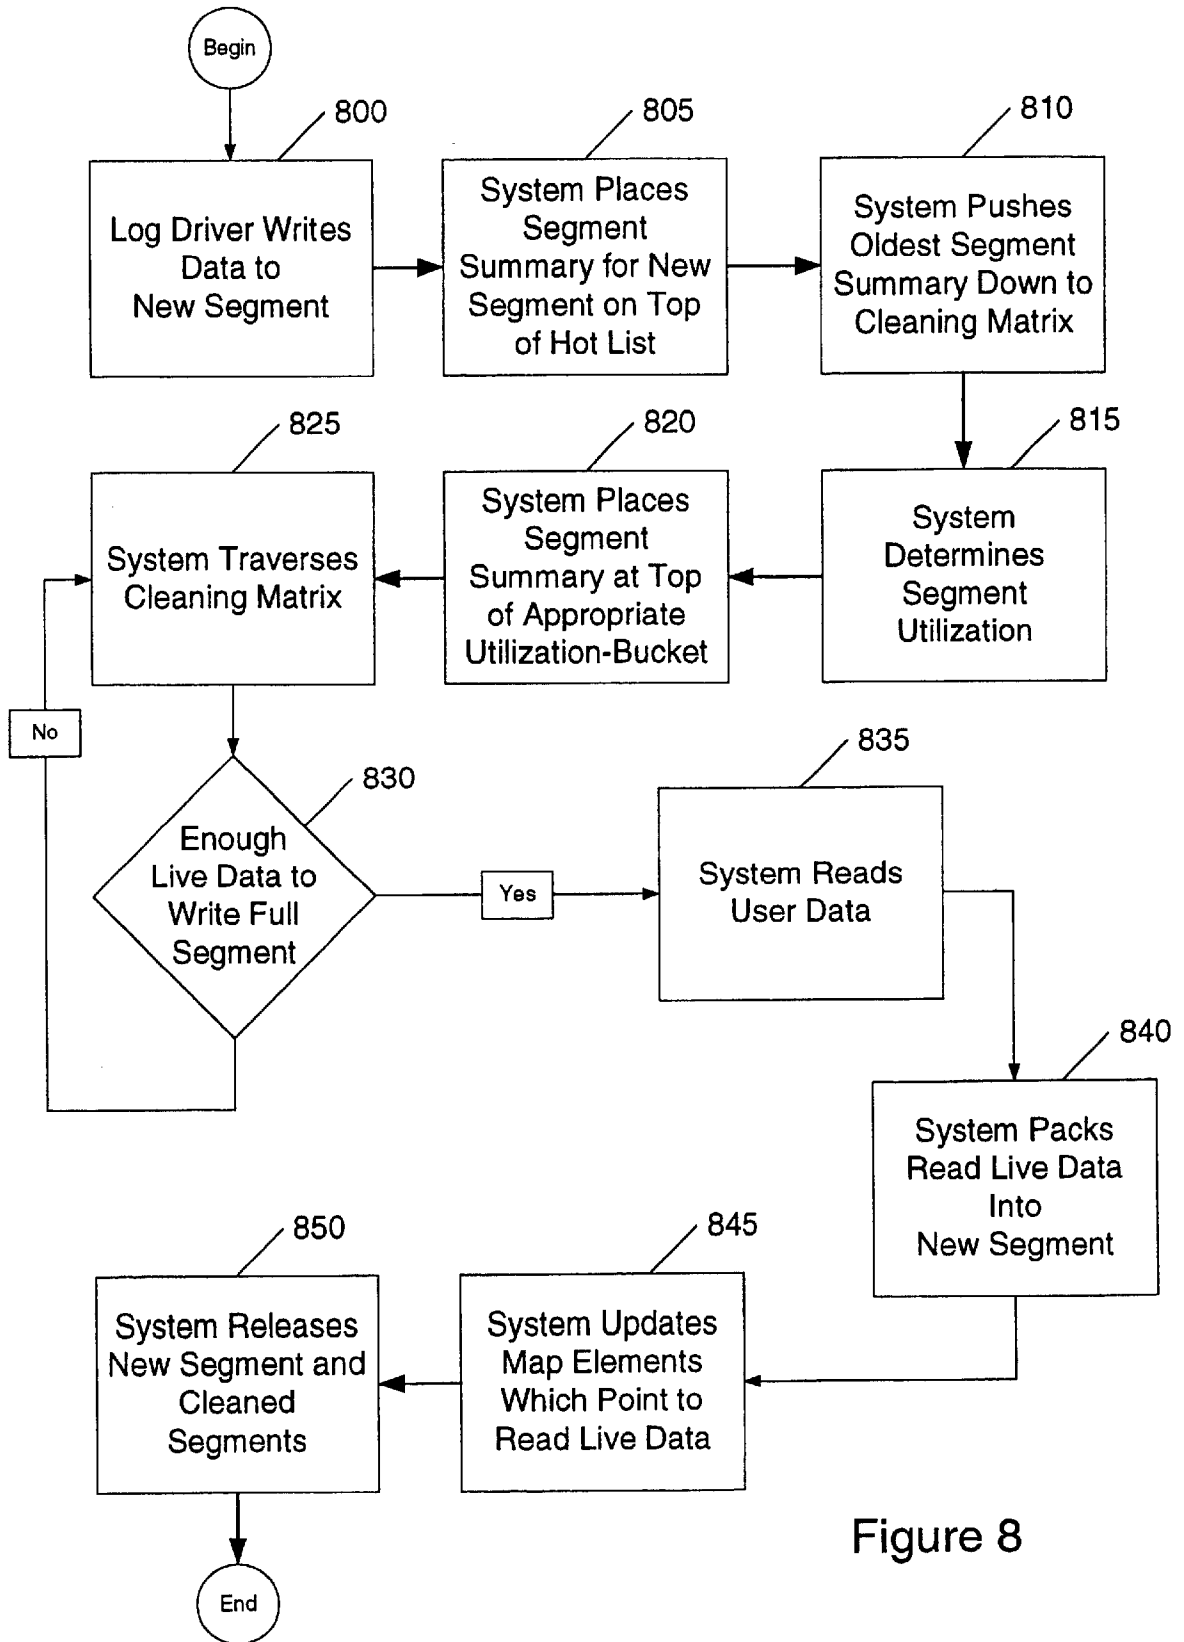 Begin
800
Log Driver Writes
Data to
New Segment
805
System Places
Segment
Summary for New
Segment on Top
of Hot List
810
System Pushes
Oldest Segment
Summary Down to
Cleaning Matrix
815
System
Determines
Segment
Utilization
820
System Places
Segment
Summary at Top
of Appropriate
Utilization-Bucket
825
System Traverses
Cleaning Matrix
No
830
Enough
Live Data to
Write Full
Segment
Yes
835
System Reads
User Data
840
System Packs
Read Live Data
Into
New Segment
845
System Updates
Map Elements
Which Point to
Read Live Data
850
System Releases
New Segment and
Cleaned
Segments
End
Figure 8